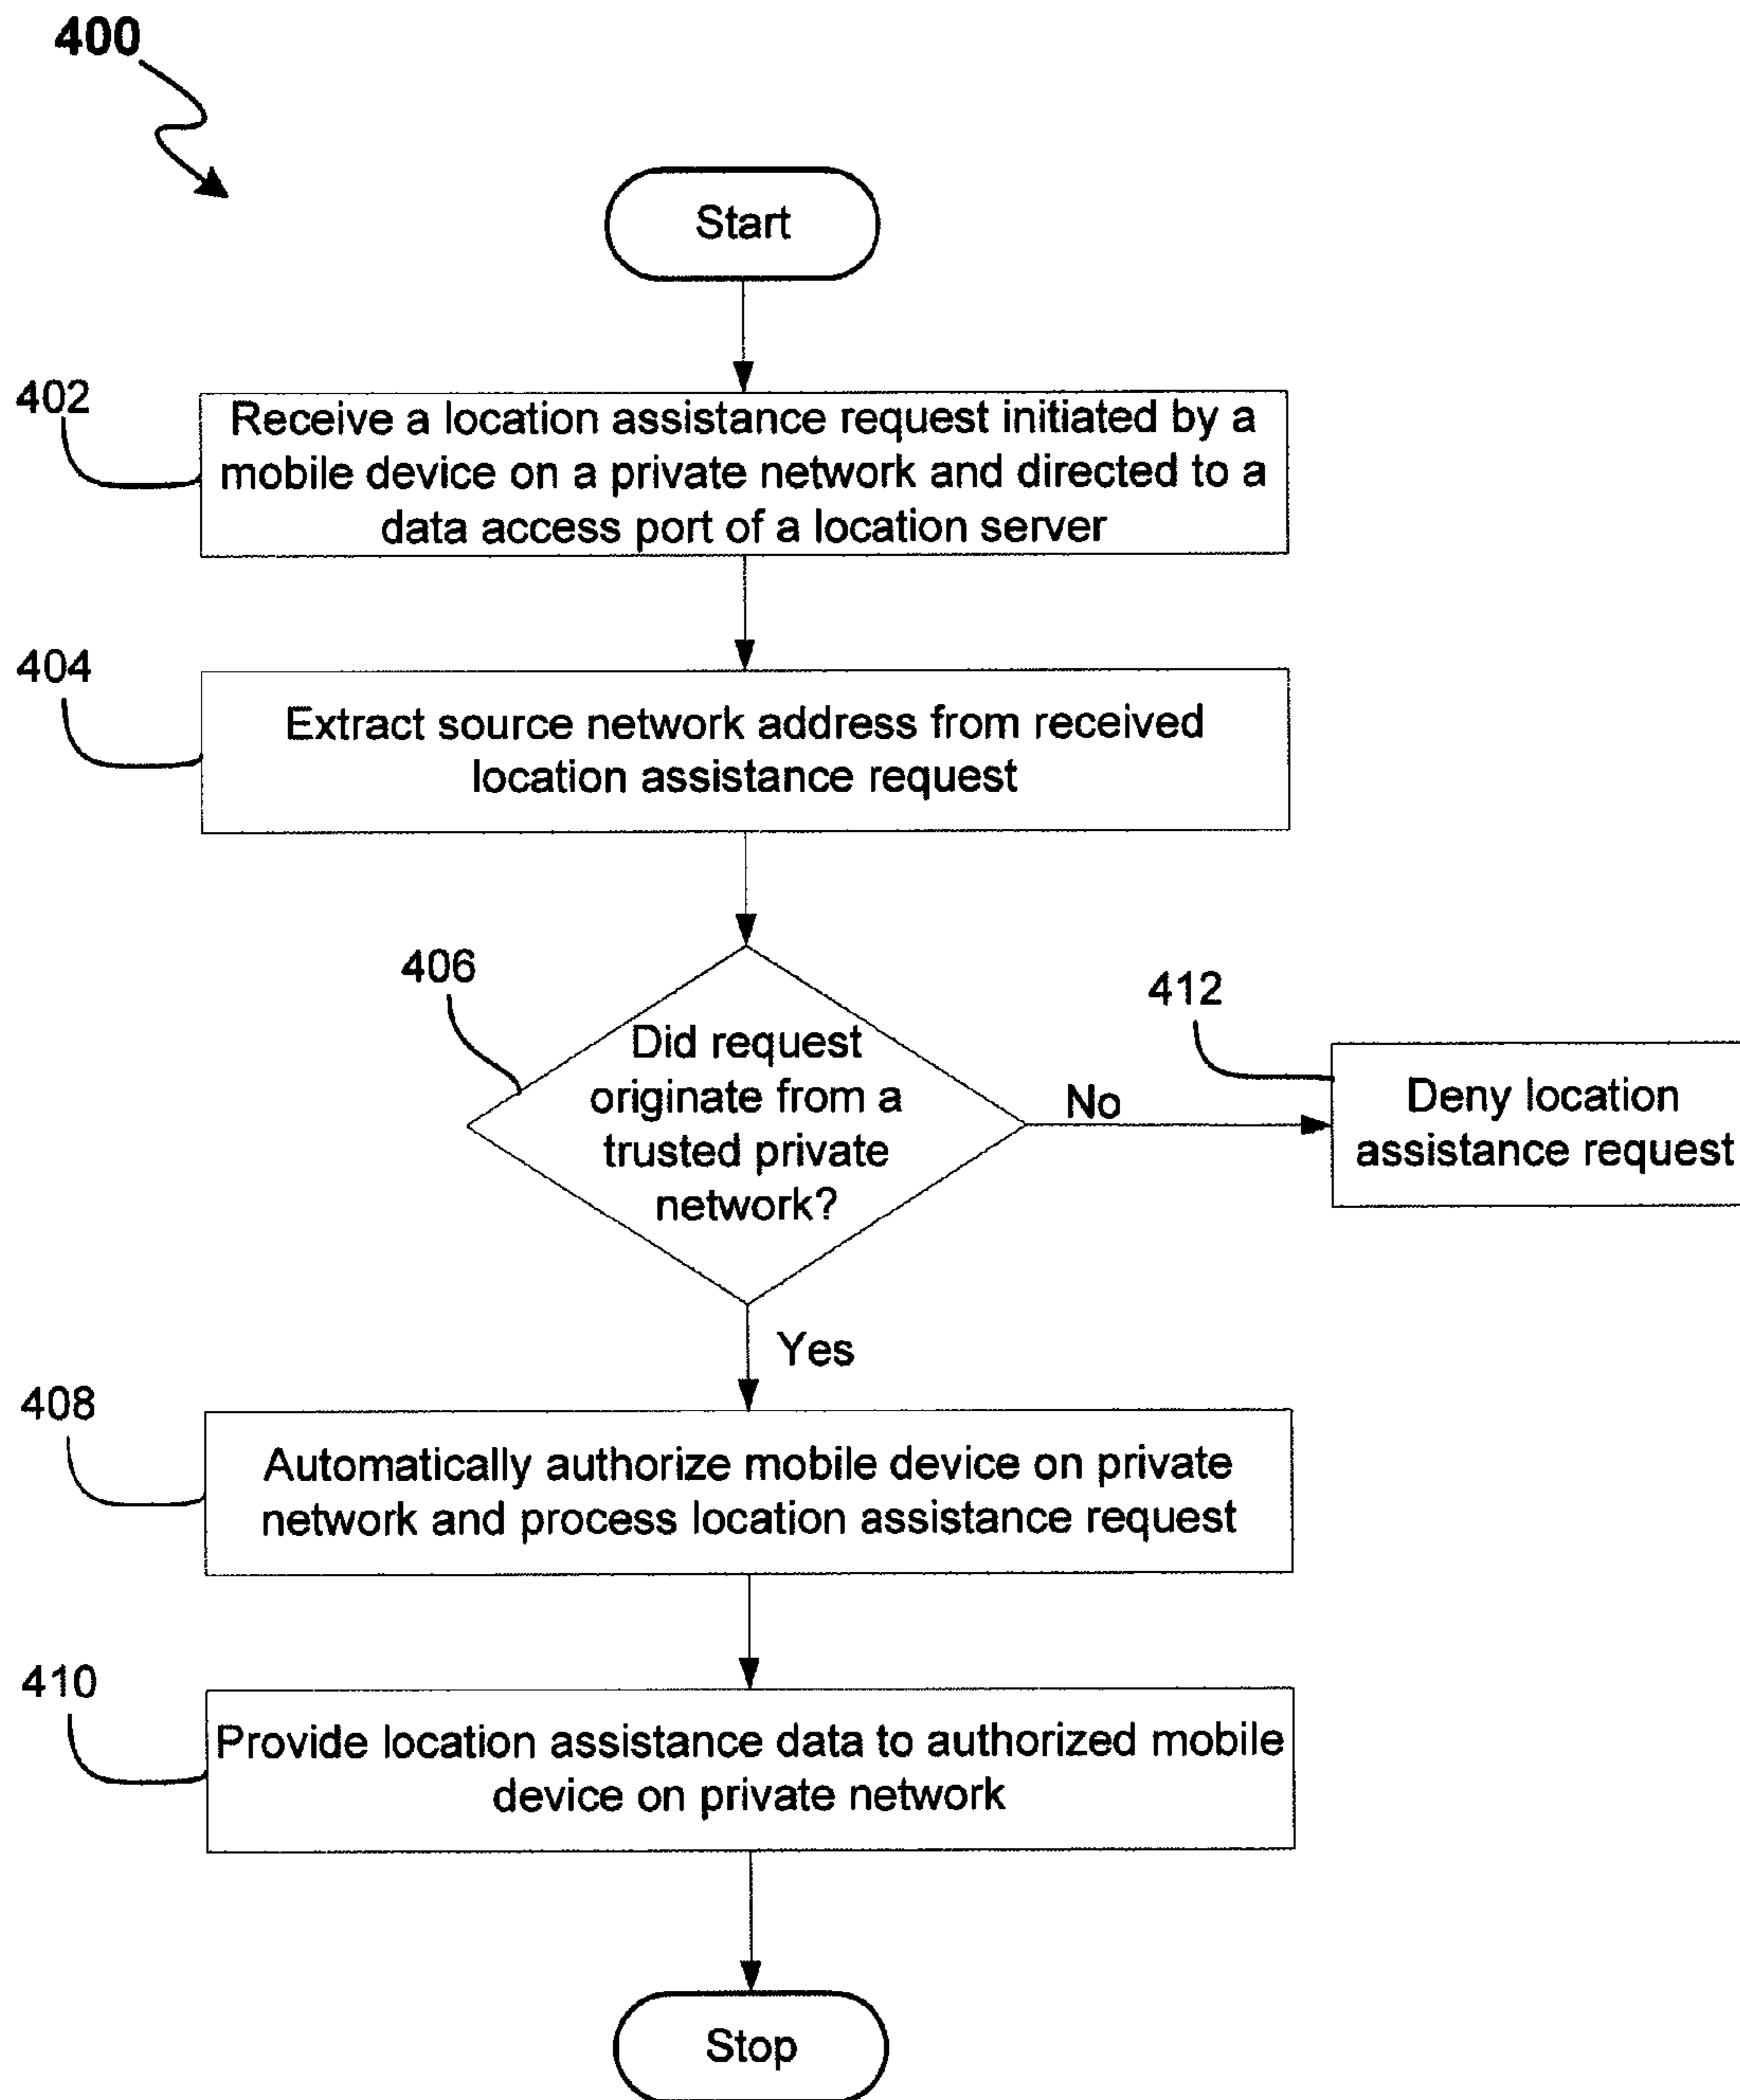 400
Start
402
Receive a location assistance request initiated by a
mobile device on a private network and directed to a
data access port of a location server
404
Extract source network address from received
location assistance request
406
Did request
originate from a
trusted private
network?
No
412
Deny location
assistance request
Yes
408
Automatically authorize mobile device on private
network and process location assistance request
410
Provide location assistance data to authorized mobile
device on private network
Stop